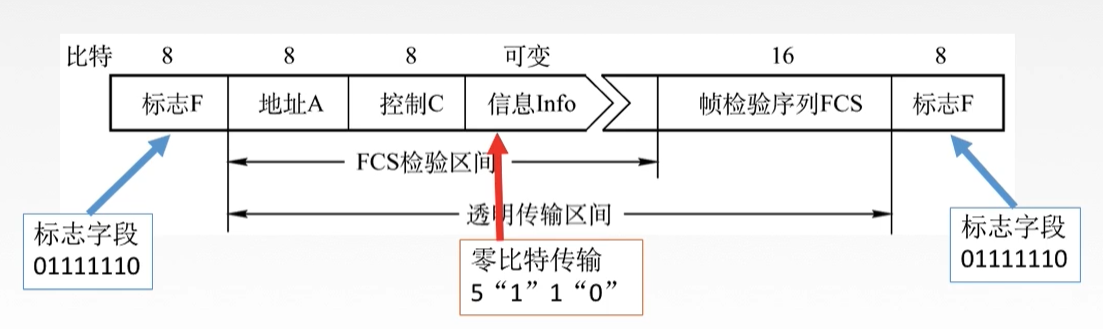 比特 8 8 8 可变 16 8
标志F 地址A 控制C 信息Info 帧检验序列FCS 标志F
FCS检验区间
透明传输区间
标志字段
01111110
零比特传输
5“1”1“0”
标志字段
01111110